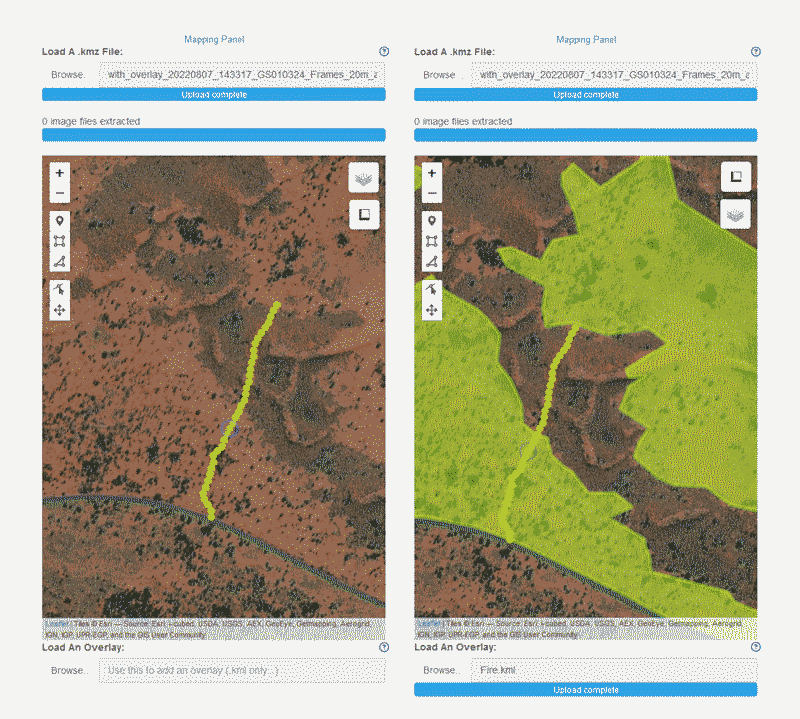 Mapping Panel
Load A .kmz File:
Browse..
with_overlay_20220807_143317_GS010324_Frames_20m_a
Upload complete
0 image files extracted
+
−
Leaflet | Tiles © Esri — Source: Esri, i-cubed, USDA, USGS, AEX, GeoEye, Getmapping, Aerogrid,
IGN, IGP, UPR-EGP, and the GIS User Community
Load An Overlay:
Browse..
Use this to add an overlay (.kml only...)
Mapping Panel
Load A .kmz File:
Browse..
with_overlay_20220807_143317_GS010324_Frames_20m_a
Upload complete
0 image files extracted
+
−
Leaflet | Tiles © Esri — Source: Esri, i-cubed, USDA, USGS, AEX, GeoEye, Getmapping, Aerogrid,
IGN, IGP, UPR-EGP, and the GIS User Community
Load An Overlay:
Browse..
Fire.kml
Upload complete